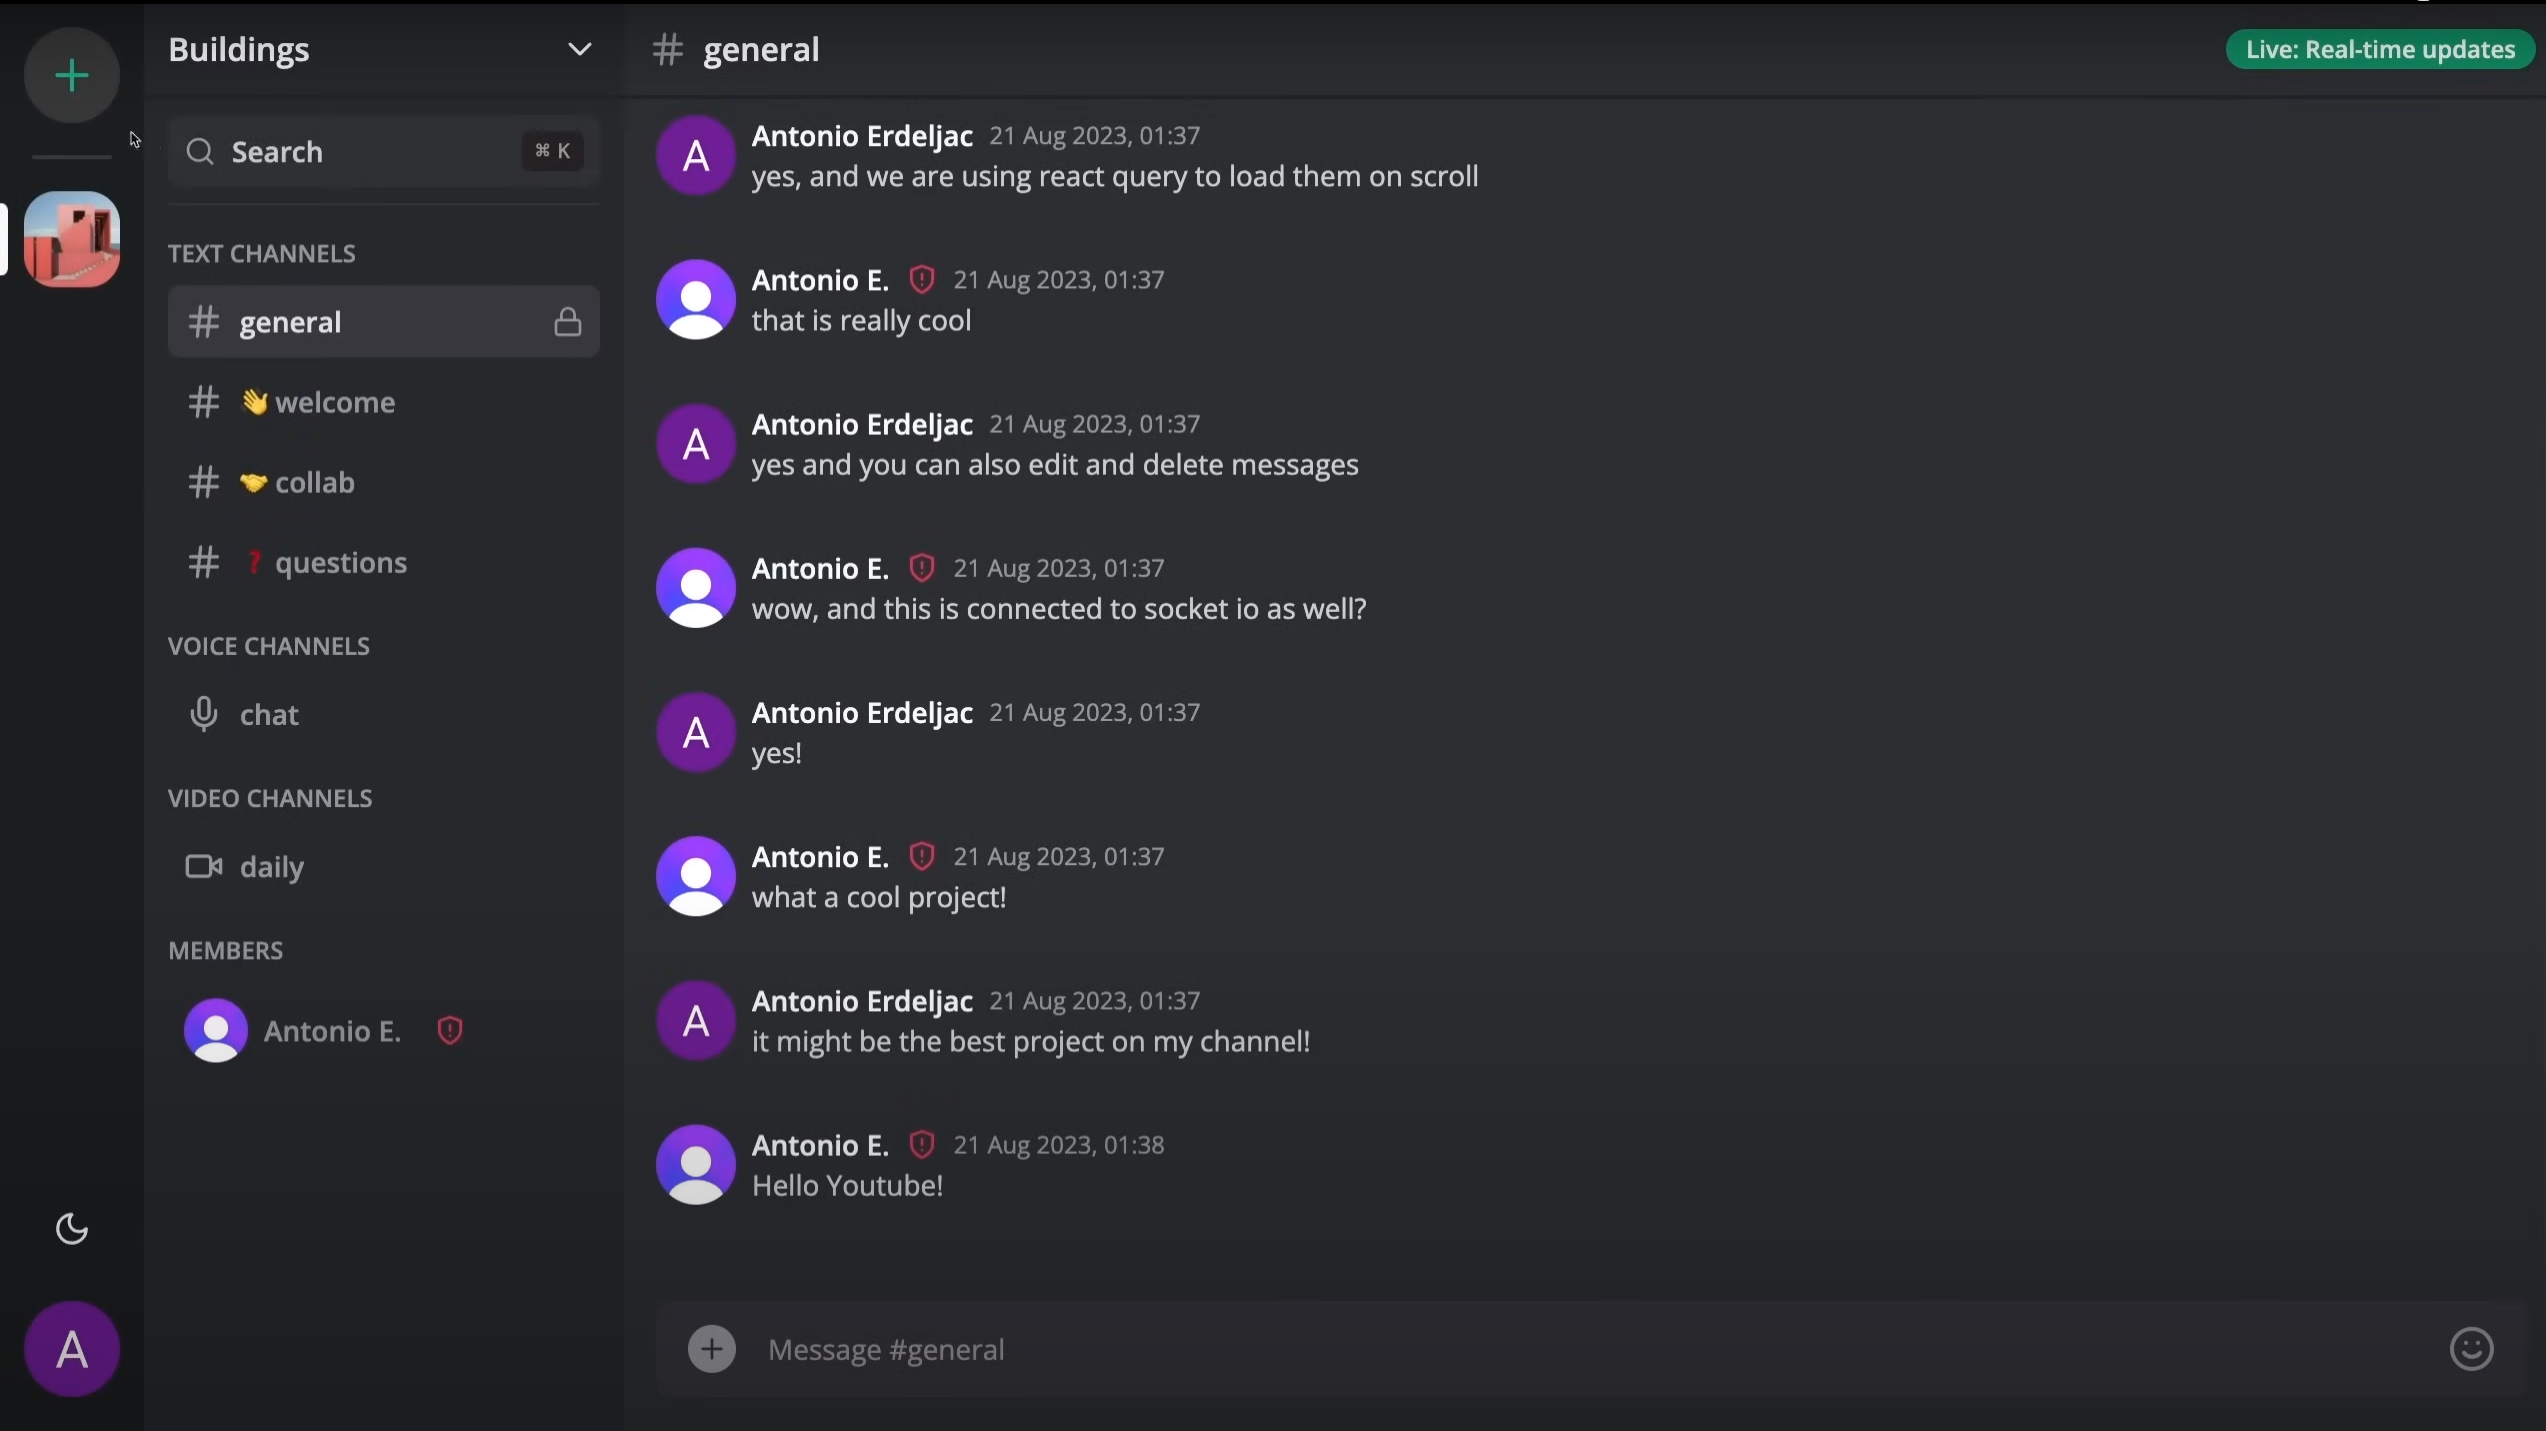 Buildings
Search
⌘ K
TEXT CHANNELS
# general
# 👋 welcome
# 🤝 collab
# ❓ questions
VOICE CHANNELS
chat
VIDEO CHANNELS
daily
MEMBERS
Antonio E.
A
# general
Live: Real-time updates
A
Antonio Erdeljac 21 Aug 2023, 01:37
yes, and we are using react query to load them on scroll
Antonio E. 21 Aug 2023, 01:37
that is really cool
A
Antonio Erdeljac 21 Aug 2023, 01:37
yes and you can also edit and delete messages
Antonio E. 21 Aug 2023, 01:37
wow, and this is connected to socket io as well?
A
Antonio Erdeljac 21 Aug 2023, 01:37
yes!
Antonio E. 21 Aug 2023, 01:37
what a cool project!
A
Antonio Erdeljac 21 Aug 2023, 01:37
it might be the best project on my channel!
Antonio E. 21 Aug 2023, 01:38
Hello Youtube!
Message #general